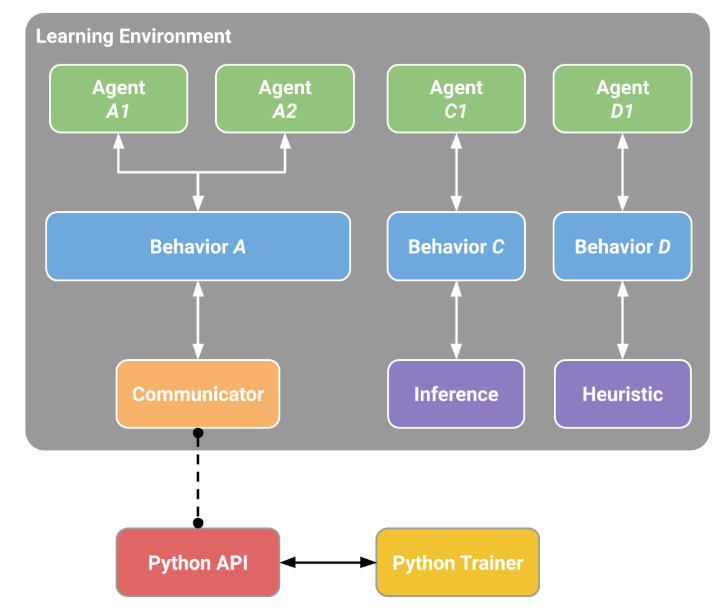 Learning Environment
Agent
A1
Agent
A2
Agent
C1
Agent
D1
Behavior A
Behavior C
Behavior D
Communicator
Inference
Heuristic
Python API
Python Trainer